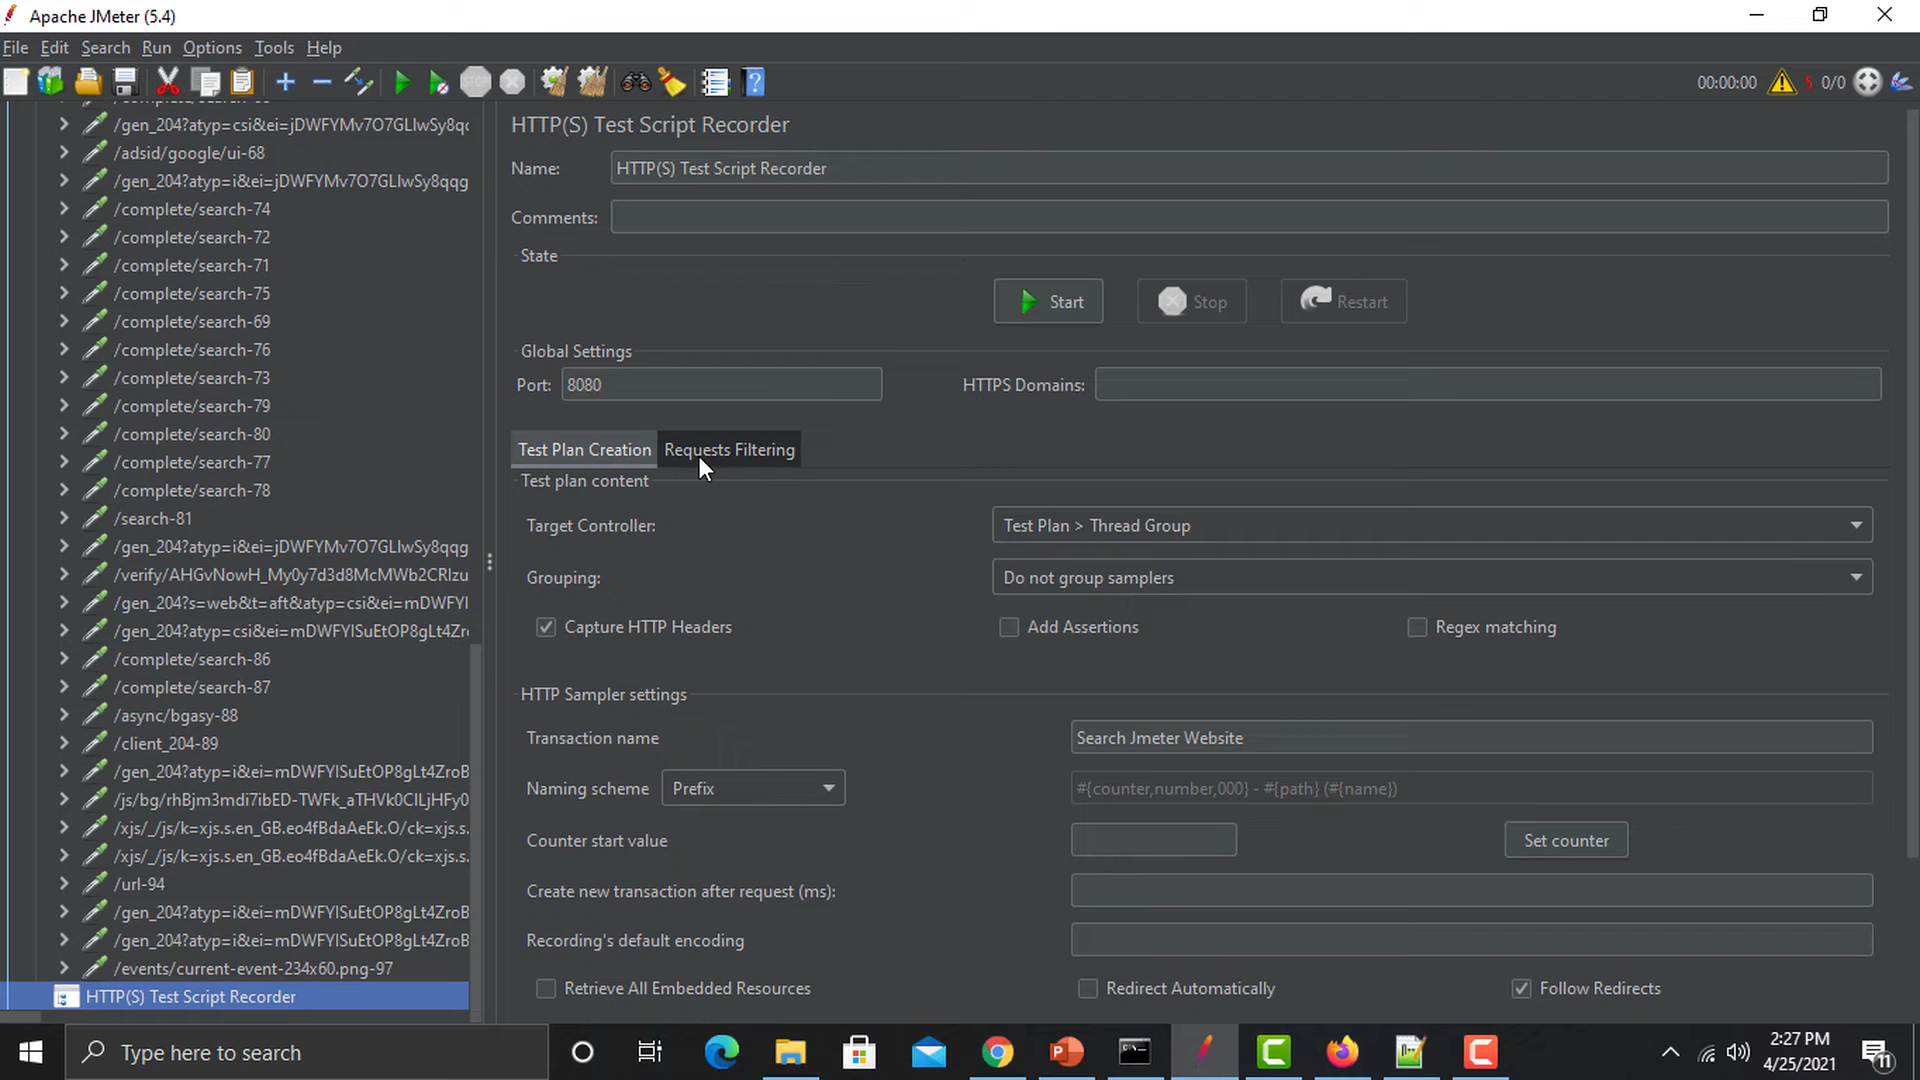 Apache JMeter (5.4)
File Edit Search Run Options Tools Help
00:00:00 5 0/0
/gen_204?atyp=csi&ei=jDWFYMv7O7GLlwSy8qc
/adsid/google/ui-68
/gen_204?atyp=i&ei=jDWFYMv7O7GLlwSy8qqg
/complete/search-74
/complete/search-72
/complete/search-71
/complete/search-75
/complete/search-69
/complete/search-76
/complete/search-73
/complete/search-79
/complete/search-80
/complete/search-77
/complete/search-78
/search-81
/gen_204?atyp=i&ei=jDWFYMv7O7GLlwSy8qqg
/verify/AHGvNowH_My0y7d3d8McMWb2CRlzu
/gen_204?s=web&t=aft&atyp=csi&ei=mDWFYI
/gen_204?atyp=csi&ei=mDWFYISuEtOP8gLt4Zr
/complete/search-86
/complete/search-87
/async/bgasy-88
/client_204-89
/gen_204?atyp=i&ei=mDWFYISuEtOP8gLt4ZroB
/js/bg/rhBjm3mdi7ibED-TWFk_aTHVk0CILjHFy0
/xjs/_/js/k=xjs.s.en_GB.eo4fBdaAeEk.O/ck=xjs.s.
/xjs/_/js/k=xjs.s.en_GB.eo4fBdaAeEk.O/ck=xjs.s.
/url-94
/gen_204?atyp=i&ei=mDWFYISuEtOP8gLt4ZroB
/gen_204?atyp=i&ei=mDWFYISuEtOP8gLt4ZroB
/events/current-event-234x60.png-97
HTTP(S) Test Script Recorder
HTTP(S) Test Script Recorder
Name: HTTP(S) Test Script Recorder
Comments:
State
Start Stop Restart
Global Settings
Port: 8080 HTTPS Domains:
Test Plan Creation Requests Filtering
Test plan content
Target Controller: Test Plan > Thread Group
Grouping: Do not group samplers
Capture HTTP Headers Add Assertions Regex matching
HTTP Sampler settings
Transaction name Search Jmeter Website
Naming scheme Prefix #{counter,number,000} - #{path} (#{name})
Counter start value Set counter
Create new transaction after request (ms):
Recording's default encoding
Retrieve All Embedded Resources Redirect Automatically Follow Redirects
Type here to search
2:27 PM
4/25/2021
11